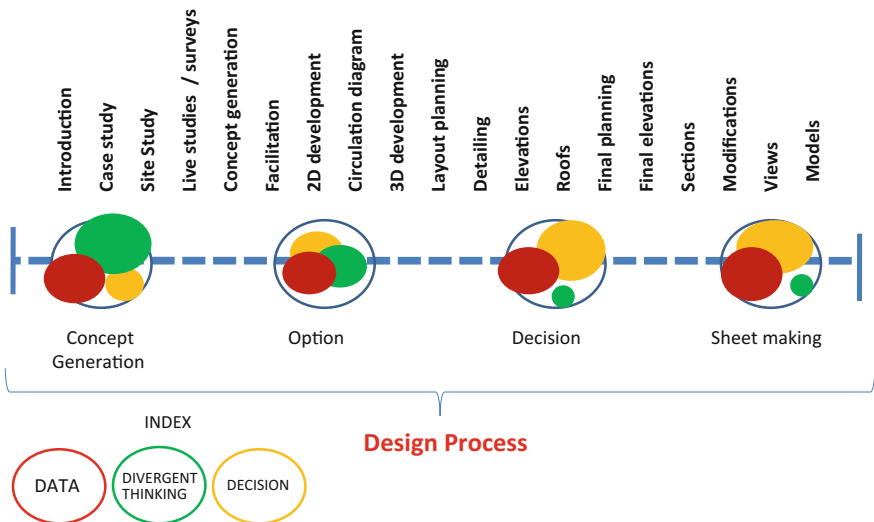 Introduction
Case study
Site Study
Live studies / surveys
Concept generation
Facilitation
2D development
Circulation diagram
3D development
Layout planning
Detailing
Elevations
Roofs
Final planning
Final elevations
Sections
Modifications
Views
Models
Concept
Generation
Option
Decision
Sheet making
Design Process
INDEX
DATA
DIVERGENT
THINKING
DECISION